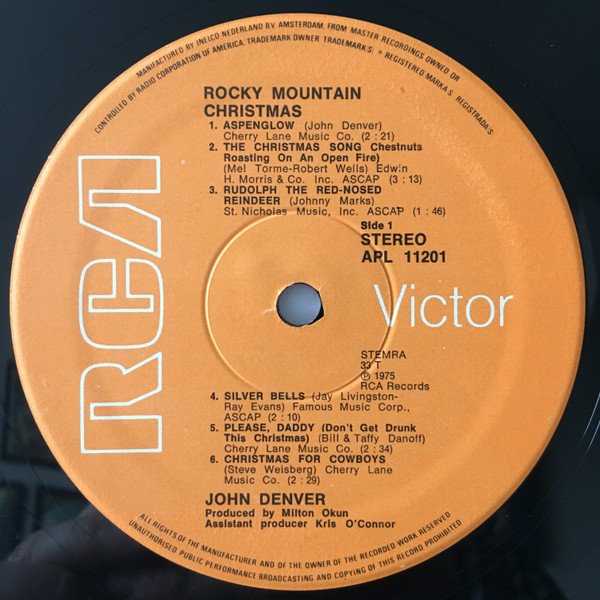 MANUFACTURED BY INELCO NEDERLAND B.V. AMSTERDAM, FROM MASTER RECORDINGS OWNED OR
CONTROLLED BY RADIO CORPORATION OF AMERICA. TRADEMARK OWNER TRADEMARK'S: ® REGISTERED MARKA S REGISTRADA·S
ROCKY MOUNTAIN
CHRISTMAS
1. ASPENGLOW (John Denver)
Cherry Lane Music Co. (2 : 21)
2. THE CHRISTMAS SONG Chestnuts
Roasting On An Open Fire)
(Mel Torme-Robert Wells) Edwin
H. Morris & Co. Inc. ASCAP (3 : 13)
3. RUDOLPH THE RED-NOSED
REINDEER (Johnny Marks)
St. Nicholas Music, Inc. ASCAP (1 : 46)
Side 1
STEREO
APL 11201
RCA
Victor
STEMRA
33 T
℗ 1975
RCA Records
4. SILVER BELLS (Jay Livingston-
Ray Evans) Famous Music Corp.,
ASCAP (2 : 10)
5. PLEASE, DADDY (Don't Get Drunk
This Christmas) (Bill & Taffy Danoff)
Cherry Lane Music Co. (2 : 34)
6. CHRISTMAS FOR COWBOYS
(Steve Weisberg) Cherry Lane
Music Co. (2 : 29)
JOHN DENVER
Produced by Milton Okun
Assistant producer Kris O'Connor
ALL RIGHTS OF THE MANUFACTURER AND OF THE OWNER OF THE RECORDED WORK RESERVED
UNAUTHORISED PUBLIC PERFORMANCE BROADCASTING AND COPYING OF THIS RECORD PROHIBITED